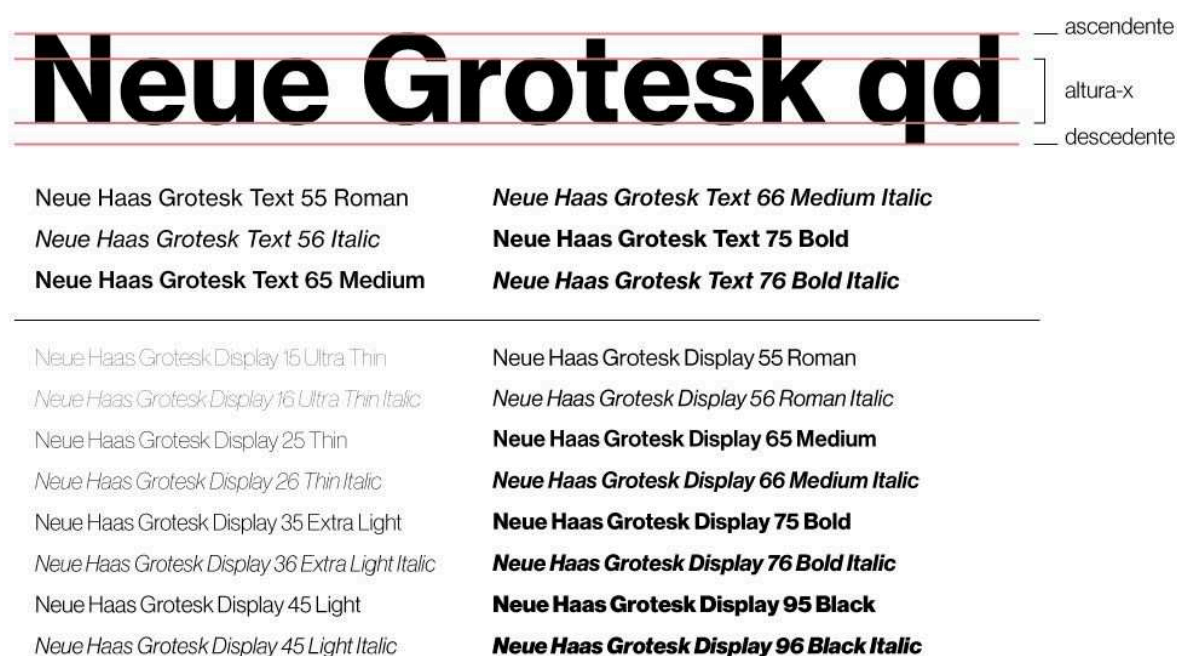 Neue Grotesk qd
ascendente
altura-x
descedente
Neue Haas Grotesk Text 55 Roman
Neue Haas Grotesk Text 56 Italic
Neue Haas Grotesk Text 65 Medium
Neue Haas Grotesk Text 66 Medium Italic
Neue Haas Grotesk Text 75 Bold
Neue Haas Grotesk Text 76 Bold Italic
Neue Haas Grotesk Display 15 Ultra Thin
Neue Haas Grotesk Display 16 Ultra Thin Italic
Neue Haas Grotesk Display 25 Thin
Neue Haas Grotesk Display 26 Thin Italic
Neue Haas Grotesk Display 35 Extra Light
Neue Haas Grotesk Display 36 Extra Light Italic
Neue Haas Grotesk Display 45 Light
Neue Haas Grotesk Display 45 Light Italic
Neue Haas Grotesk Display 55 Roman
Neue Haas Grotesk Display 56 Roman Italic
Neue Haas Grotesk Display 65 Medium
Neue Haas Grotesk Display 66 Medium Italic
Neue Haas Grotesk Display 75 Bold
Neue Haas Grotesk Display 76 Bold Italic
Neue Haas Grotesk Display 95 Black
Neue Haas Grotesk Display 96 Black Italic